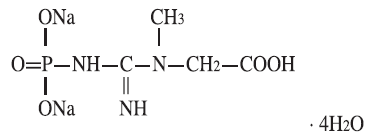 ONa CH3
O=P—NH—C—N—CH2—COOH
ONa NH
· 4H2O